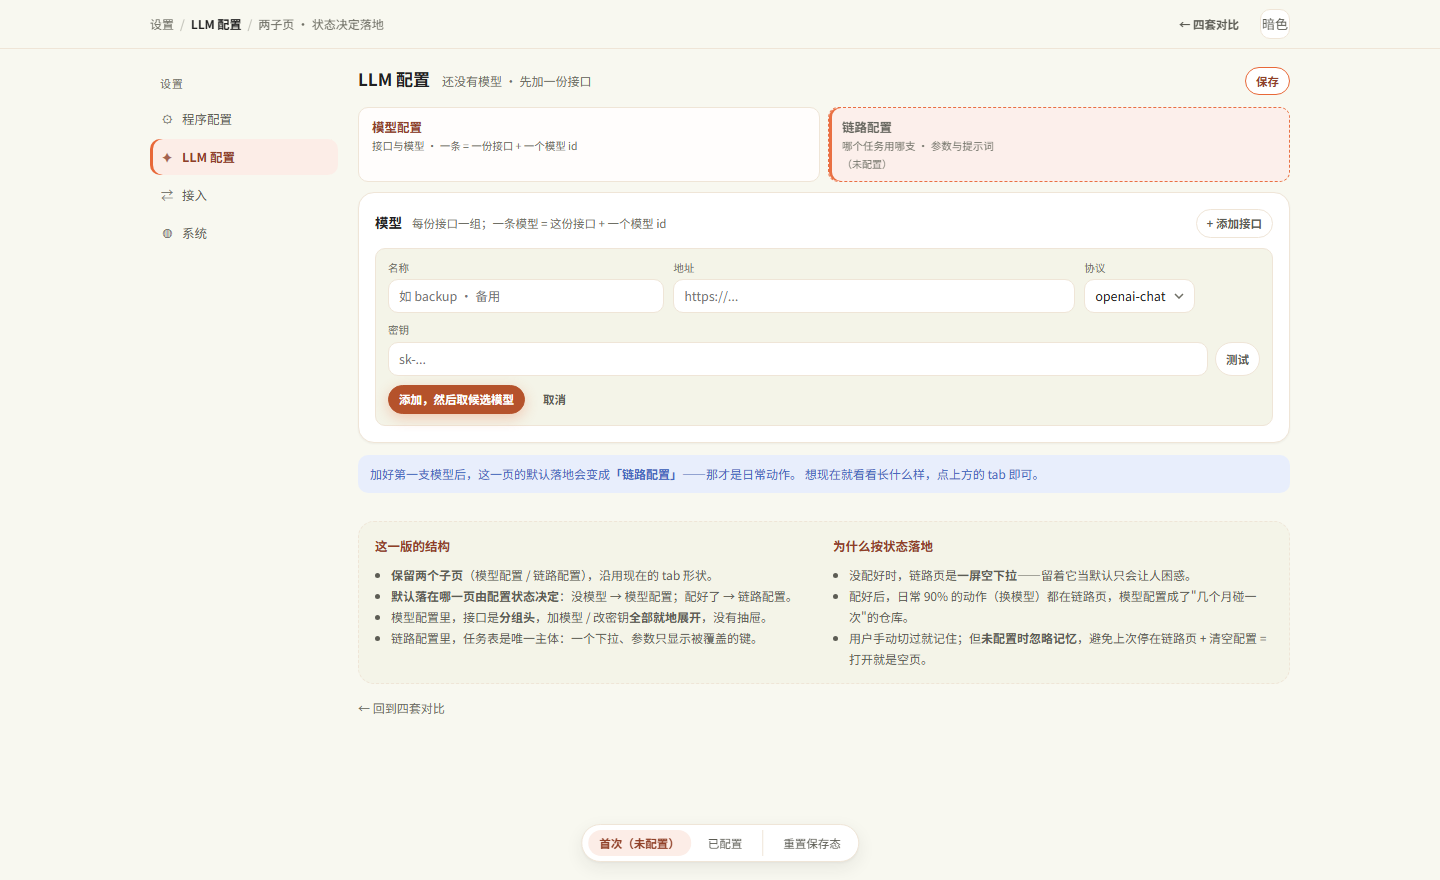 设置 / LLM 配置 / 两子页 · 状态决定落地
← 四套对比
暗色
设置
⚙ 程序配置
✦ LLM 配置
⇄ 接入
◍ 系统
LLM 配置 还没有模型 · 先加一份接口
保存
模型配置
接口与模型 · 一条 = 一份接口 + 一个模型 id
链路配置
哪个任务用哪支 · 参数与提示词
（未配置）
模型 每份接口一组；一条模型 = 这份接口 + 一个模型 id
+ 添加接口
名称
如 backup · 备用
地址
https://...
协议
openai-chat
密钥
sk-...
测试
添加，然后取候选模型
取消
加好第一支模型后，这一页的默认落地会变成「链路配置」——那才是日常动作。 想现在就看看长什么样，点上方的 tab 即可。
这一版的结构
保留两个子页（模型配置 / 链路配置），沿用现在的 tab 形状。
默认落在哪一页由配置状态决定：没模型 → 模型配置；配好了 → 链路配置。
模型配置里，接口是分组头，加模型 / 改密钥全部就地展开，没有抽屉。
链路配置里，任务表是唯一主体：一个下拉、参数只显示被覆盖的键。
为什么按状态落地
没配好时，链路页是一屏空下拉——留着它当默认只会让人困惑。
配好后，日常 90% 的动作（换模型）都在链路页，模型配置成了"几个月碰一
次"的仓库。
用户手动切过就记住；但未配置时忽略记忆，避免上次停在链路页 + 清空配置 =
打开就是空页。
← 回到四套对比
首次（未配置）
已配置
重置保存态